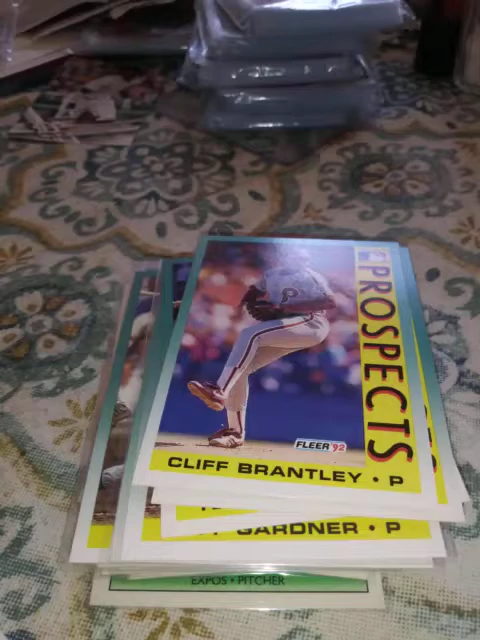 PROSPECTS
P
FLEER '92
CLIFF BRANTLEY • P
GARDNER • P
EXPOS • PITCHER